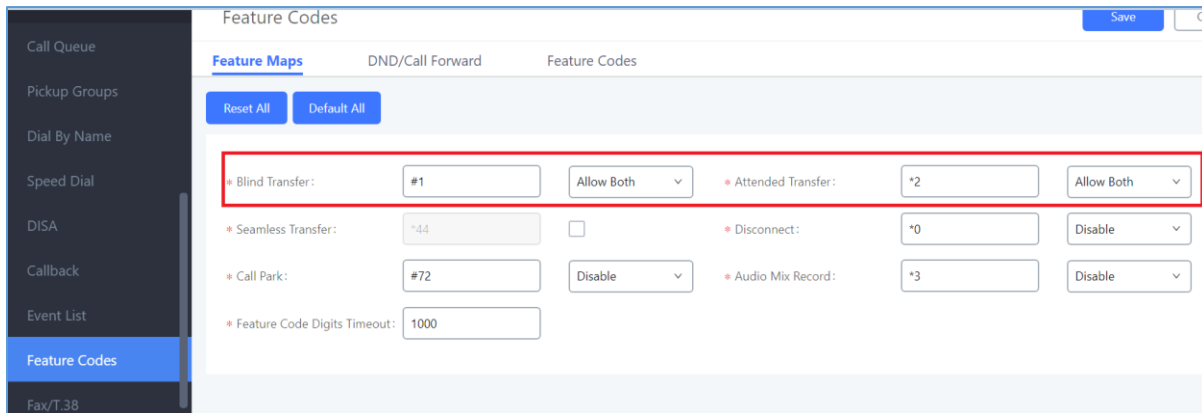 Feature Codes
Save
Call Queue
Pickup Groups
Dial By Name
Speed Dial
DISA
Callback
Event List
Feature Codes
Fax/T.38
Feature Maps DND/Call Forward Feature Codes
Reset All Default All
* Blind Transfer: #1 Allow Both * Attended Transfer: *2 Allow Both
* Seamless Transfer: *44 * Disconnect: *0 Disable
* Call Park: #72 Disable * Audio Mix Record: *3 Disable
* Feature Code Digits Timeout: 1000